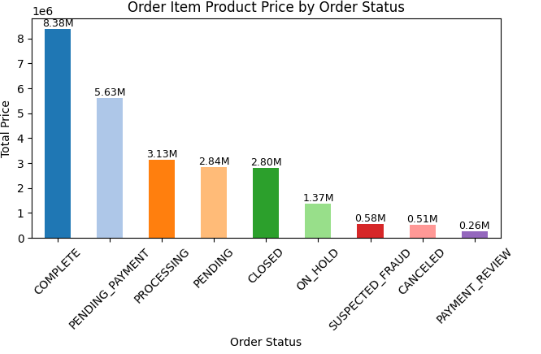 Order Item Product Price by Order Status
1e6
8.38M
5.63M
3.13M
2.84M
2.80M
1.37M
0.58M
0.51M
0.26M
8
7
6
5
4
3
2
1
0
Total Price
COMPLETE
PENDING_PAYMENT
PROCESSING
PENDING
CLOSED
ON_HOLD
SUSPECTED_FRAUD
CANCELED
PAYMENT_REVIEW
Order Status